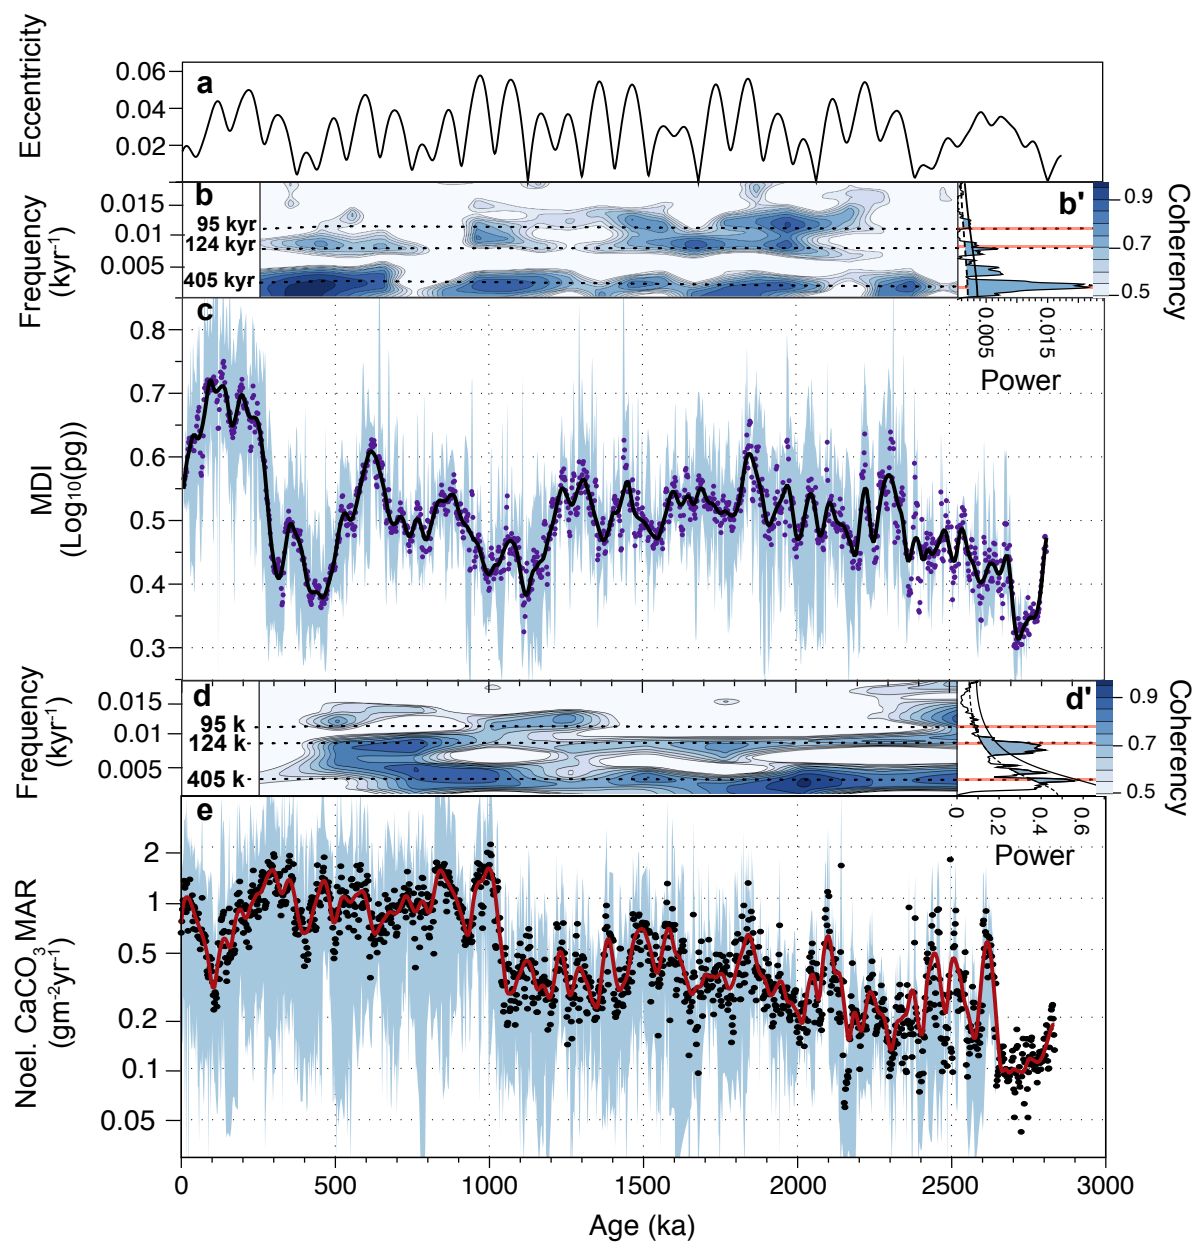 Eccentricity
0.06
0.04
0.02
a
Frequency
(kyr⁻¹)
0.015
0.010
0.005
b
95 kyr
124 kyr
405 kyr
b'
0.005
0.015
Power
0.9
0.7
0.5
Coherency
c
MDI
(Log₁₀(pg))
0.8
0.7
0.6
0.5
0.4
0.3
Frequency
(kyr⁻¹)
0.015
0.010
0.005
d
95 k
124 k
405 k
d'
0
0.2
0.4
0.6
Power
0.9
0.7
0.5
Coherency
e
Noel. CaCO₃ MAR
(gm⁻²yr⁻¹)
2
1
0.5
0.2
0.1
0.05
0
500
1000
1500
2000
2500
3000
Age (ka)